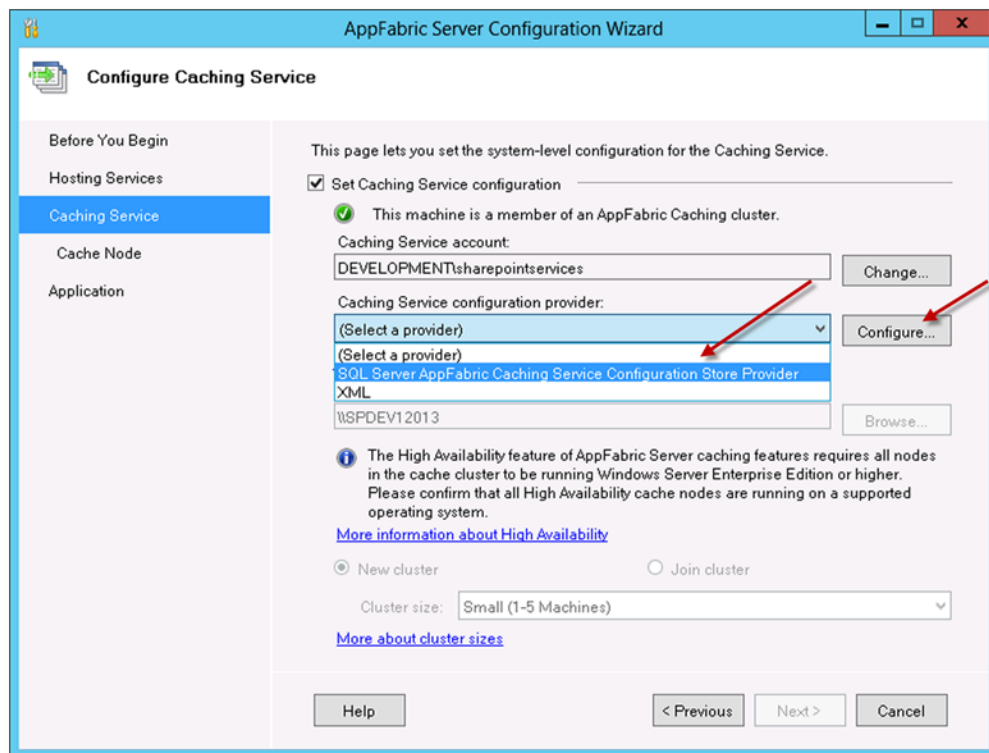 AppFabric Server Configuration Wizard
Configure Caching Service
Before You Begin
Hosting Services
Caching Service
Cache Node
Application
This page lets you set the system-level configuration for the Caching Service.
Set Caching Service configuration
This machine is a member of an AppFabric Caching cluster.
Caching Service account:
DEVELOPMENT\sharepointservices
Change...
Caching Service configuration provider:
(Select a provider)
Configure...
(Select a provider)
SQL Server AppFabric Caching Service Configuration Store Provider
XML
\\SPDEV12013
Browse...
The High Availability feature of AppFabric Server caching features requires all nodes
in the cache cluster to be running Windows Server Enterprise Edition or higher.
Please confirm that all High Availability cache nodes are running on a supported
operating system.
More information about High Availability
New cluster
Join cluster
Cluster size:
Small (1-5 Machines)
More about cluster sizes
Help
< Previous
Next >
Cancel